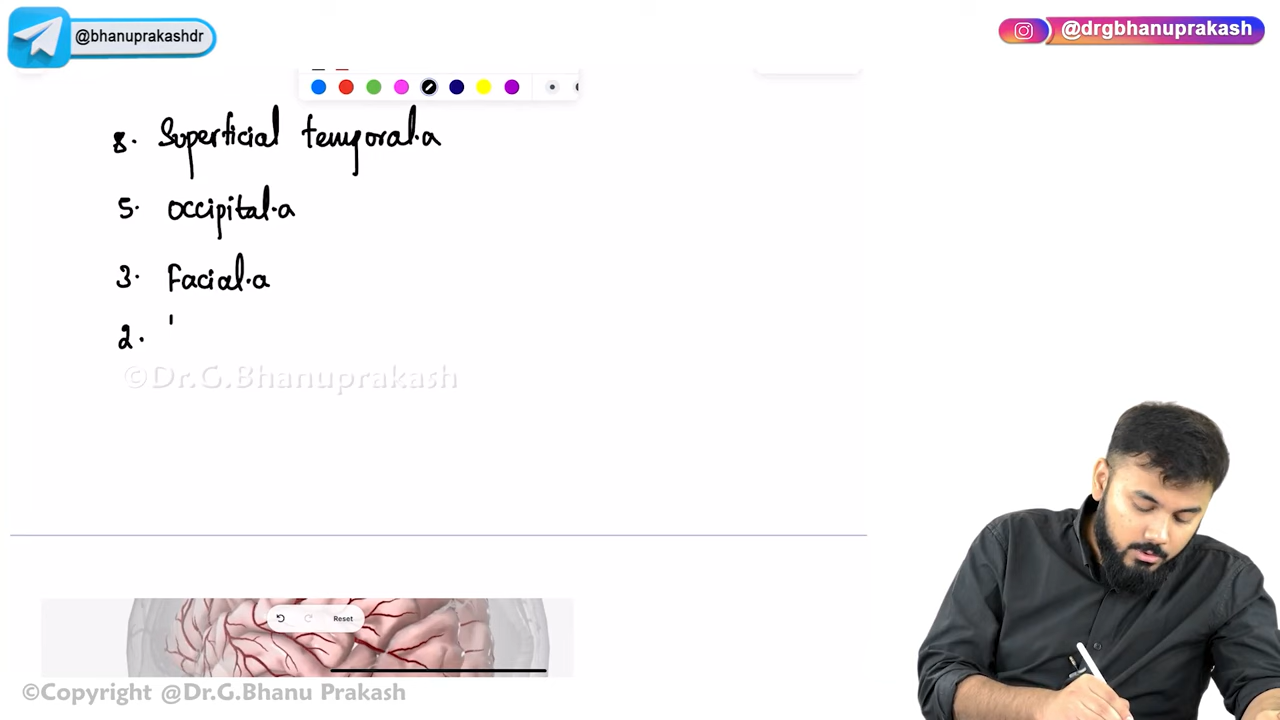 @bhanuprakashdr
@drgbhanuprakash
8. Superficial temporal.a
5. Occipital.a
3. Facial.a
2.
©Dr.G.Bhanuprakash
Reset
©Copyright @Dr.G.Bhanu Prakash